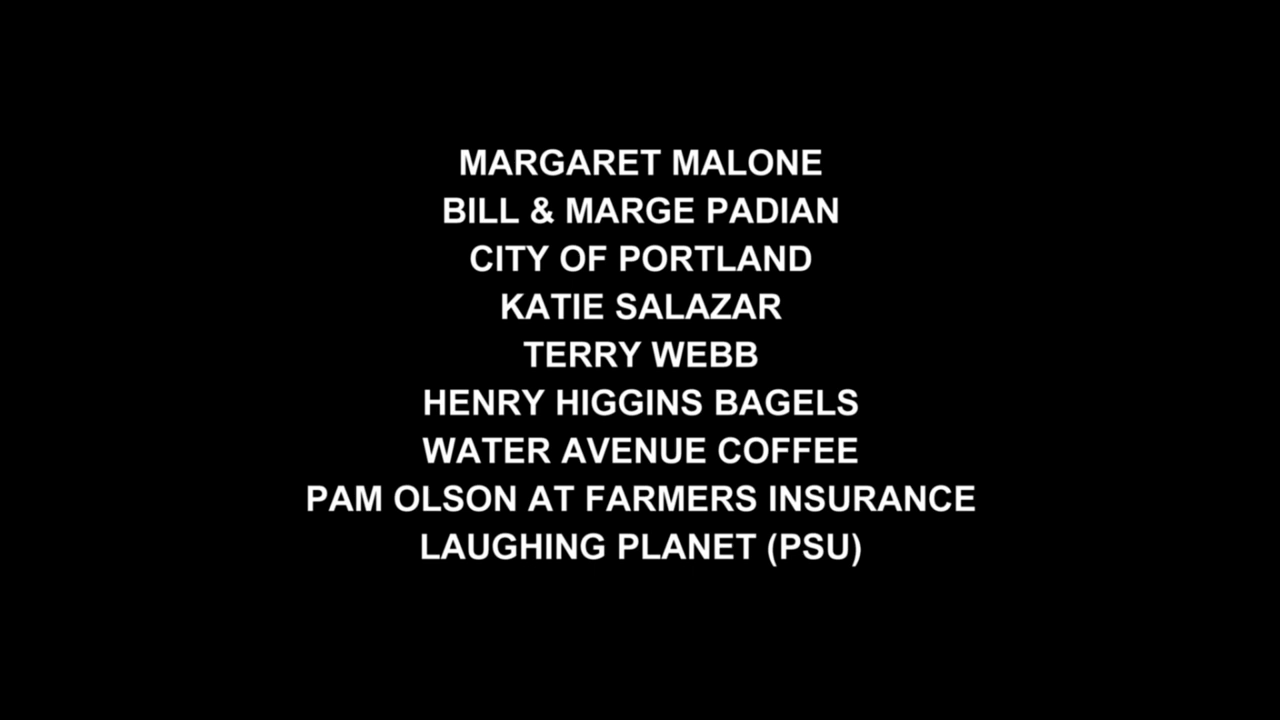 MARGARET MALONE
BILL & MARGE PADIAN
CITY OF PORTLAND
KATIE SALAZAR
TERRY WEBB
HENRY HIGGINS BAGELS
WATER AVENUE COFFEE
PAM OLSON AT FARMERS INSURANCE
LAUGHING PLANET (PSU)